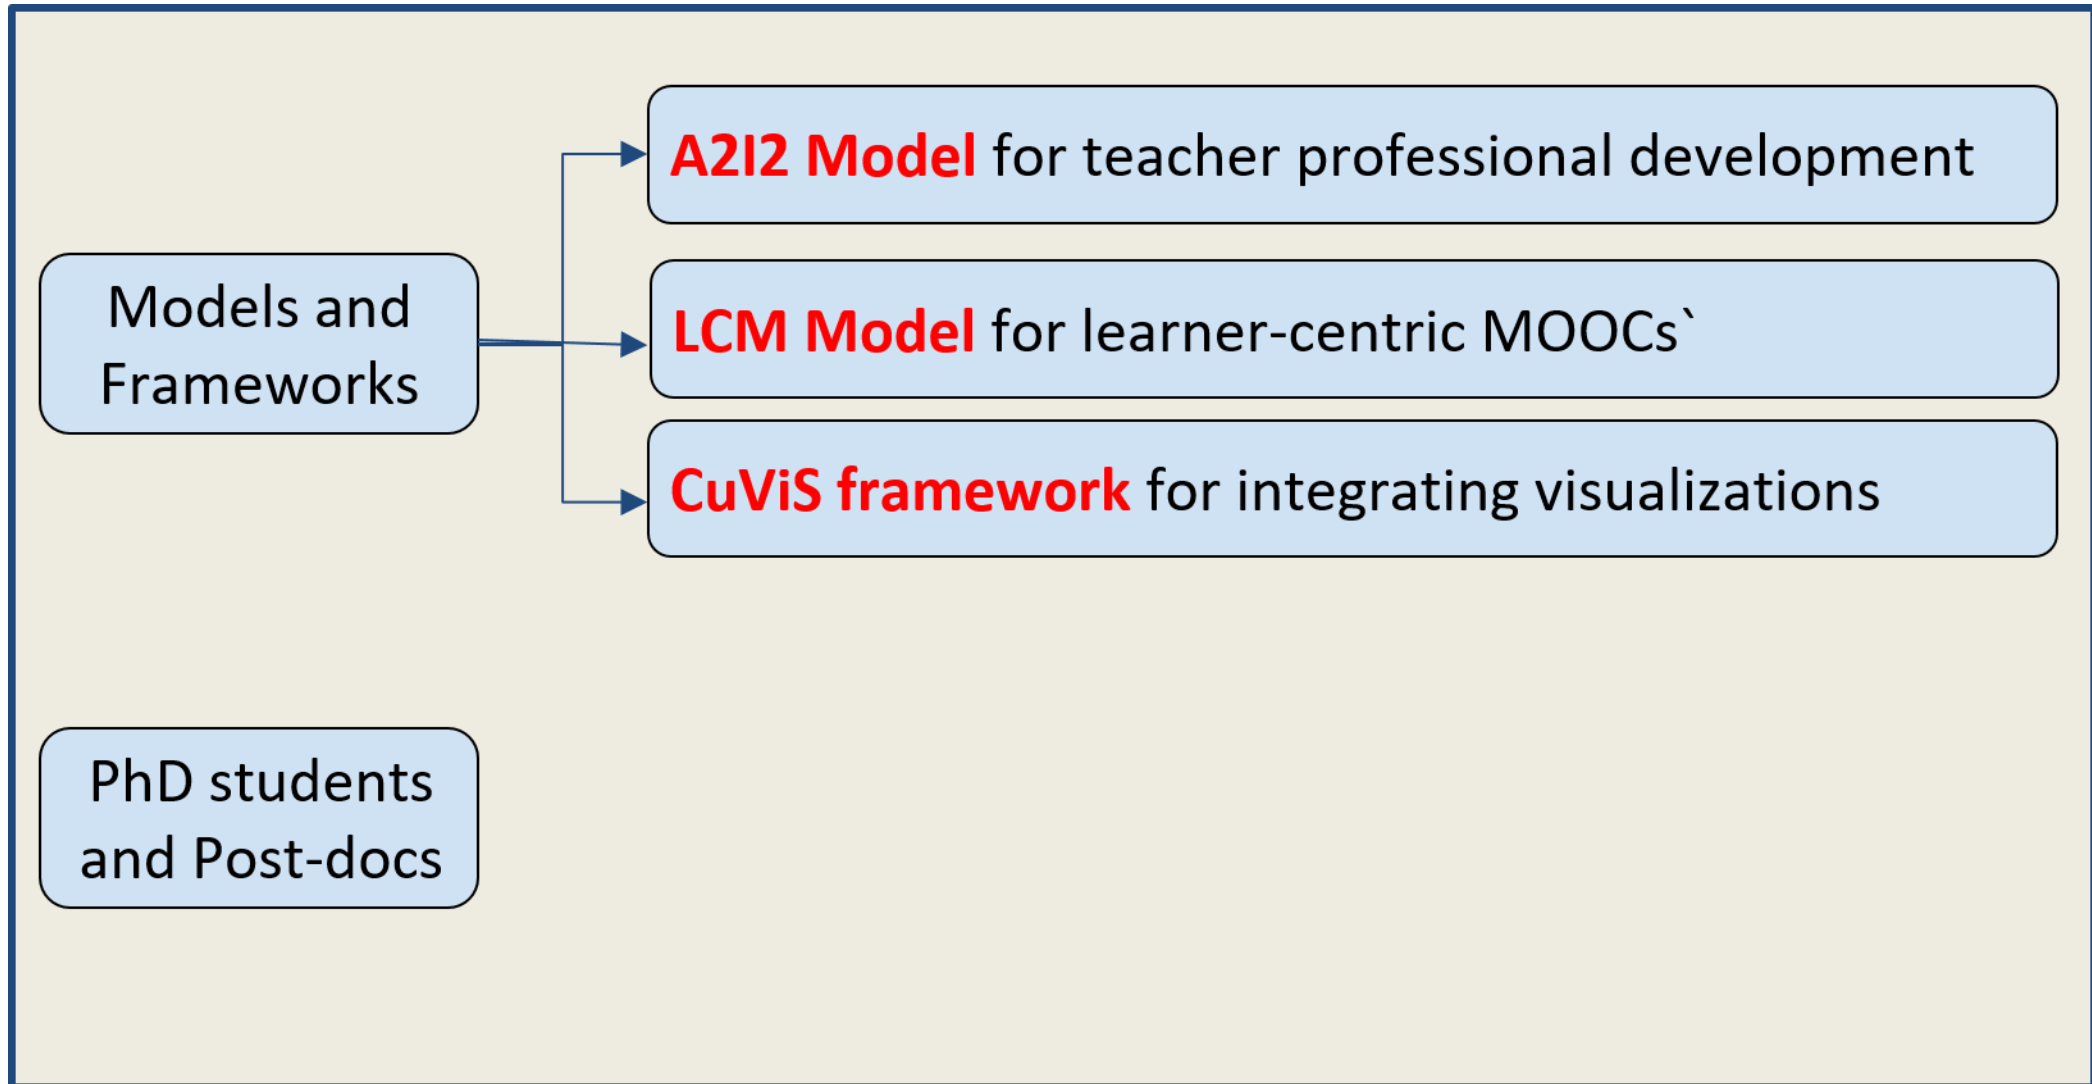 A2I2 Model for teacher professional development
Models and
Frameworks
LCM Model for learner-centric MOOCs`
CuViS framework for integrating visualizations
PhD students
and Post-docs